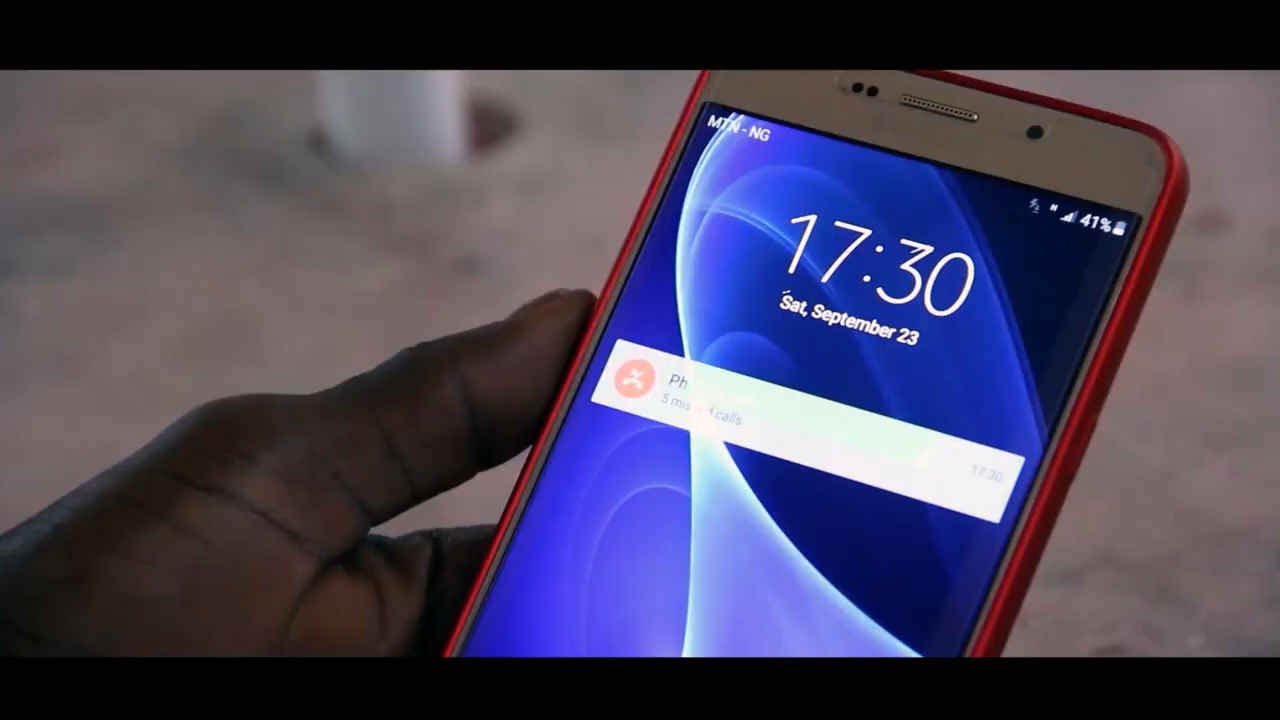 MTN - NG
41%
17:30
Sat, September 23
5 missed calls
17:30